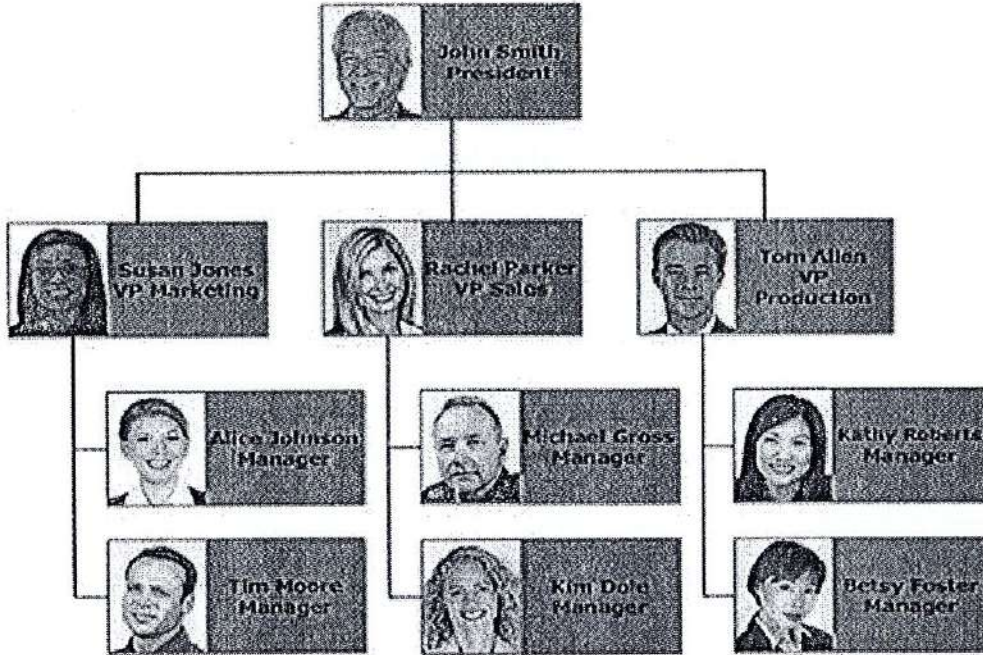 John Smith
President
Susan Jones
VP Marketing
Rachel Parker
VP Sales
Tom Allen
VP
Production
Alice Johnson
Manager
Michael Gross
Manager
Kathy Roberts
Manager
Tim Moore
Manager
Kim Dole
Manager
Betsy Foster
Manager